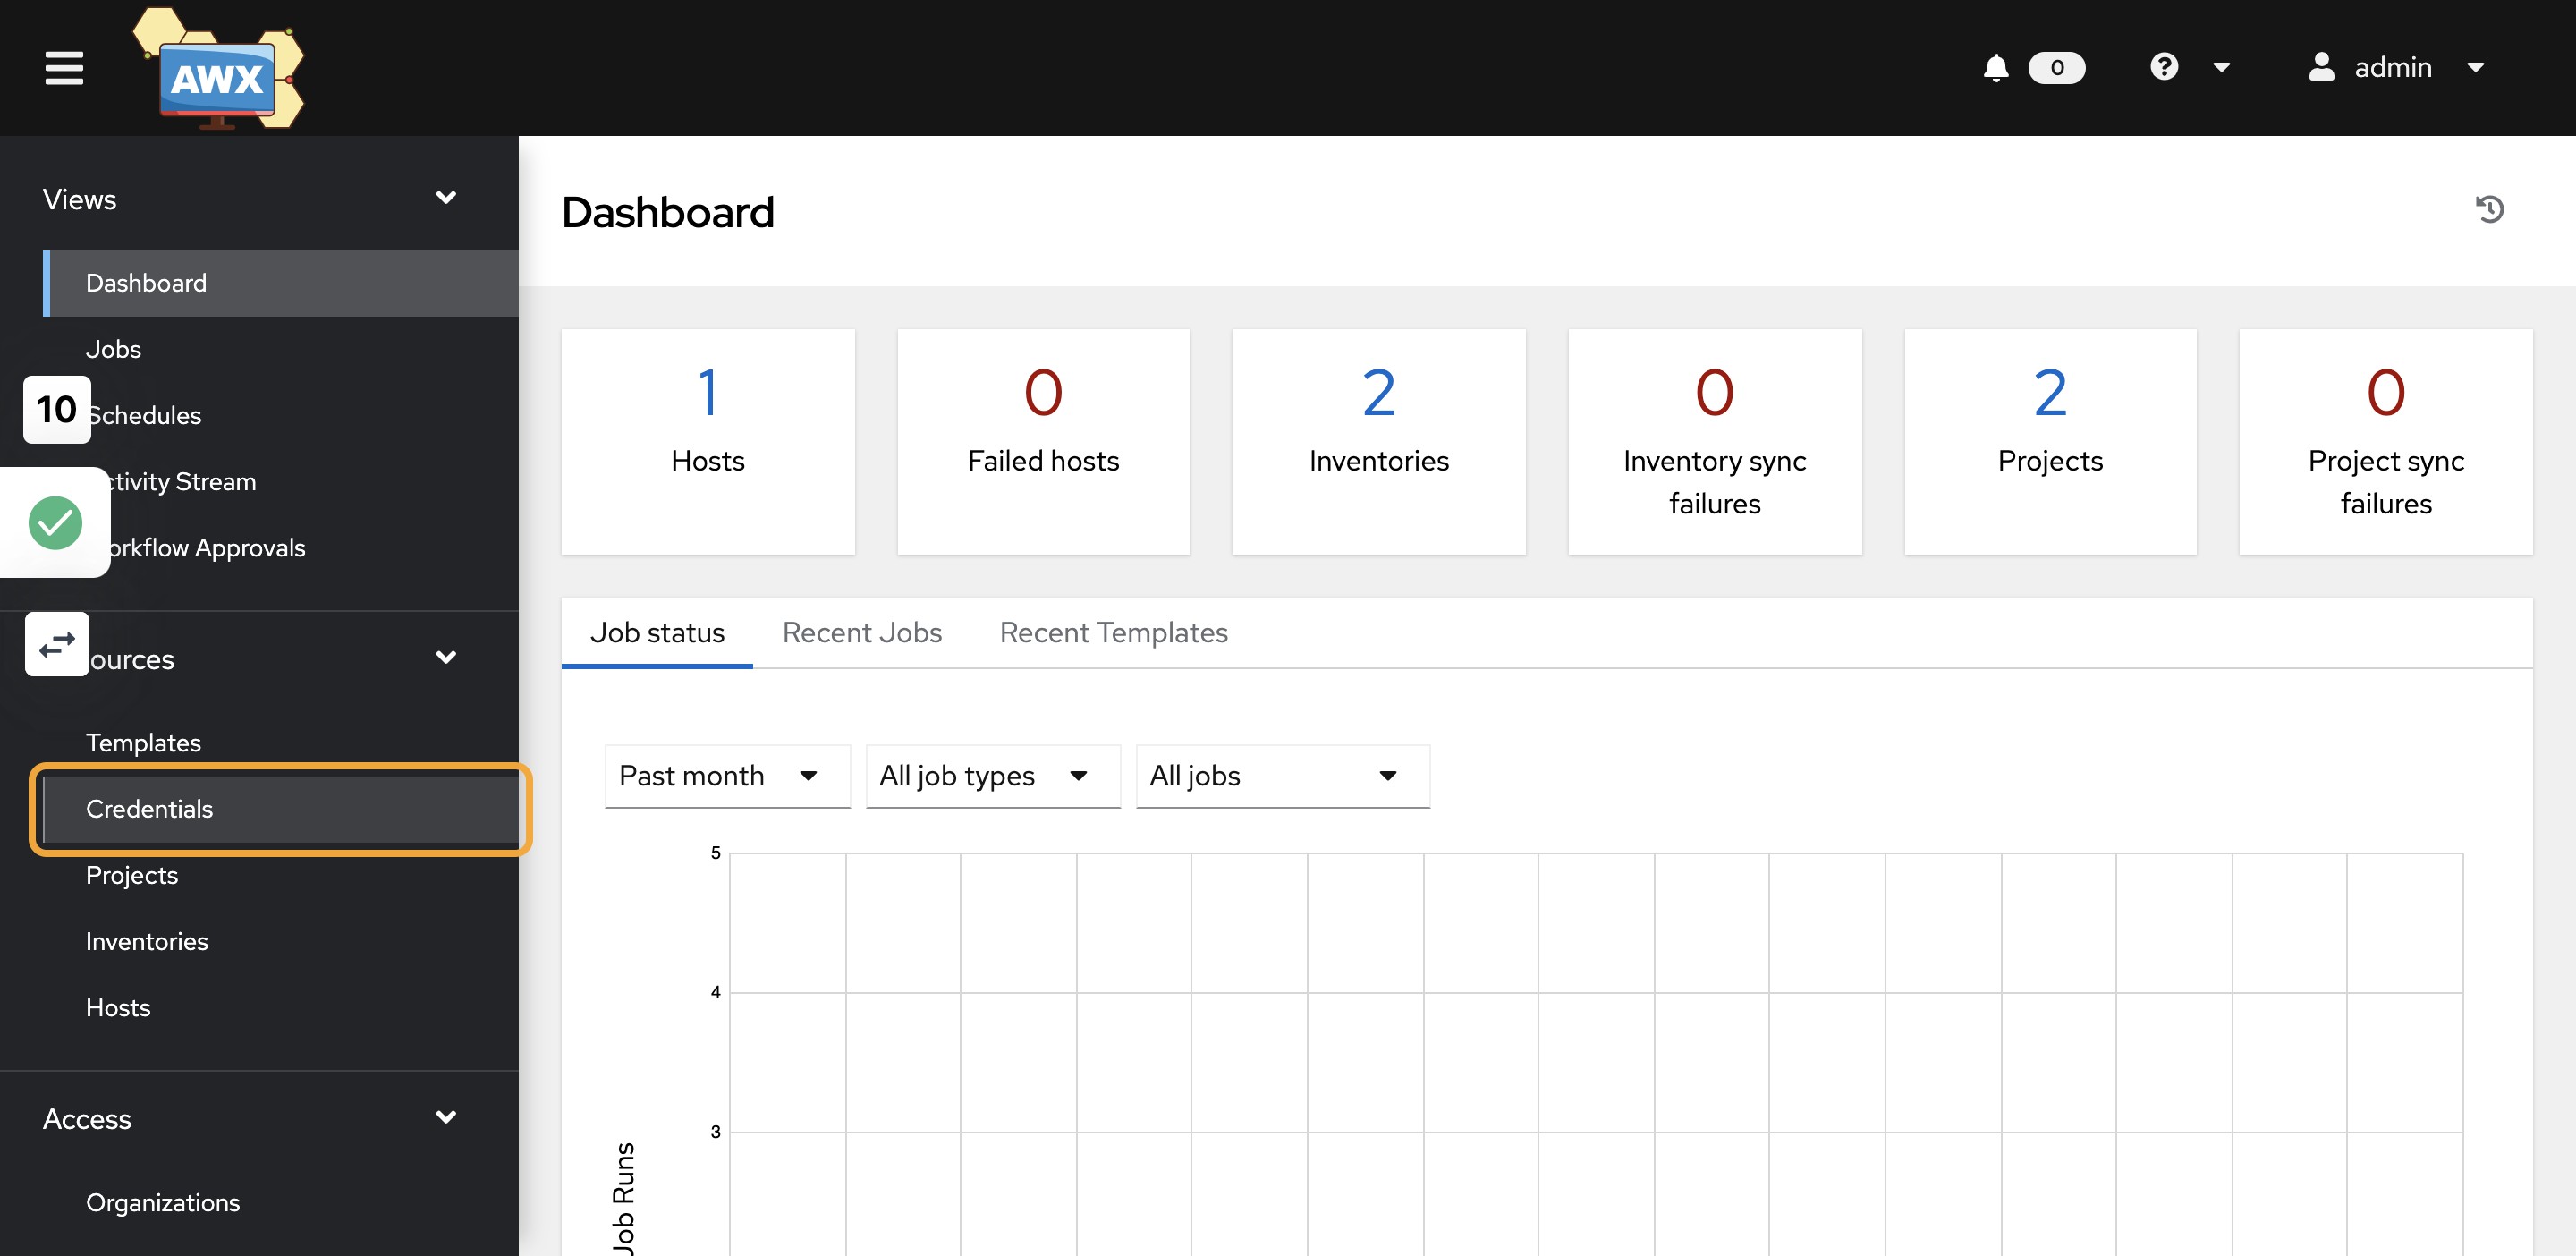 AWX
0
admin
Views
Dashboard
Jobs
10
Schedules
ctivity Stream
orkflow Approvals
ources
Templates
Credentials
Projects
Inventories
Hosts
Access
Organizations
Dashboard
1
Hosts
0
Failed hosts
2
Inventories
0
Inventory sync
failures
2
Projects
0
Project sync
failures
Job status
Recent Jobs
Recent Templates
Past month
All job types
All jobs
5
4
3
Job Runs